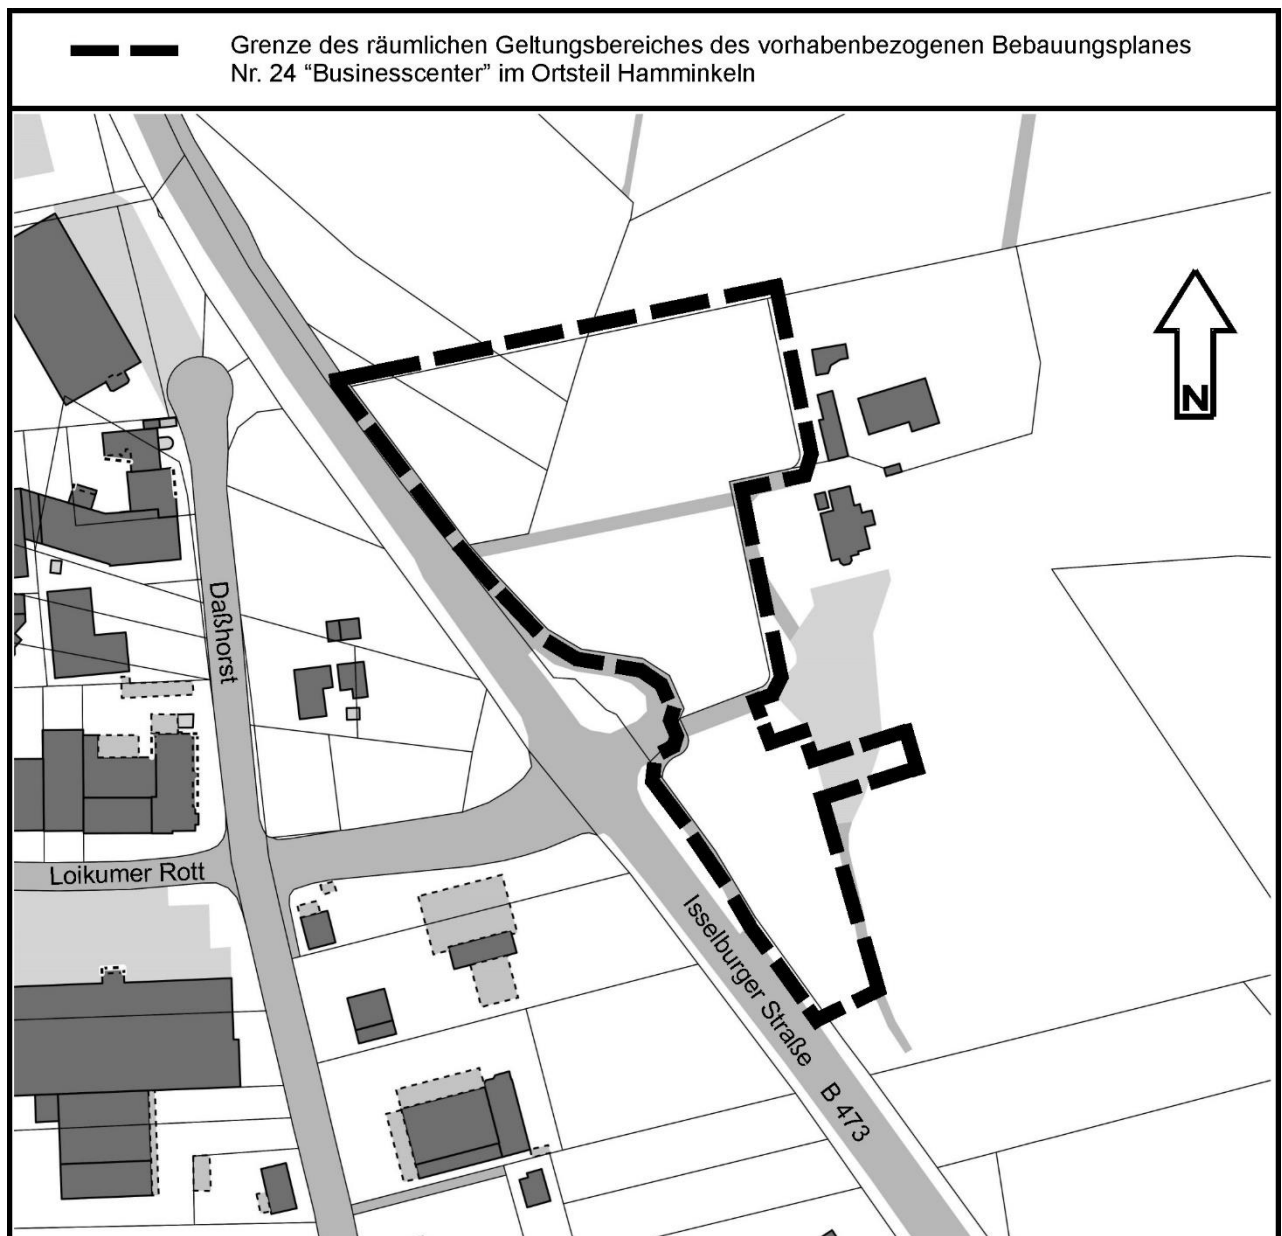 Grenze des räumlichen Geltungsbereiches des vorhabenbezogenen Bebauungsplanes
Nr. 24 “Businesscenter” im Ortsteil Hamminkeln
N
Daßhorst
Loikumer Rott
Isselburger Straße B 473